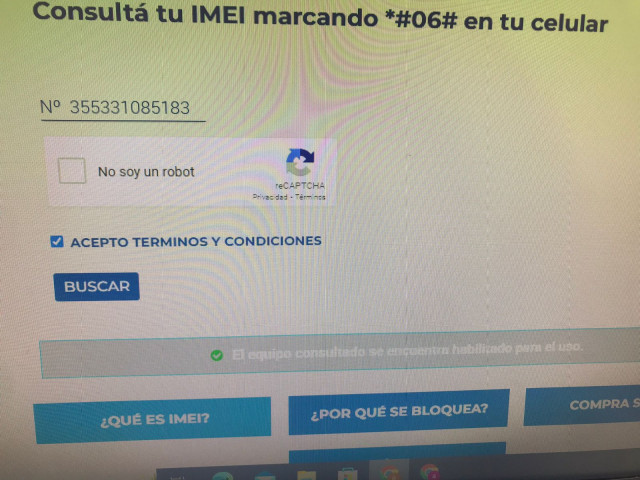 Consultá tu IMEI marcando *#06# en tu celular
Nº 355331085183
No soy un robot
reCAPTCHA
Privacidad - Términos
ACEPTO TERMINOS Y CONDICIONES
BUSCAR
El equipo consultado se encuentra habilitado para el uso.
¿QUÉ ES IMEI?
¿POR QUÉ SE BLOQUEA?
COMPRA S